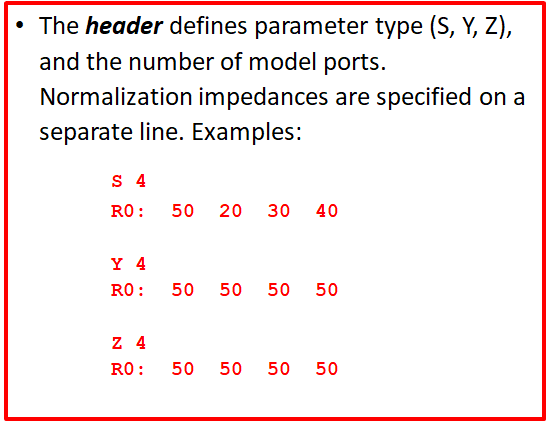 • The header defines parameter type (S, Y, Z),
and the number of model ports.
Normalization impedances are specified on a
separate line. Examples:
S 4
R0: 50 20 30 40
Y 4
R0: 50 50 50 50
Z 4
R0: 50 50 50 50